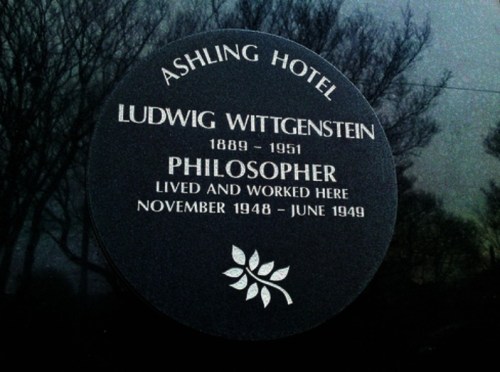 ASHLING HOTEL
LUDWIG WITTGENSTEIN
1889 - 1951
PHILOSOPHER
LIVED AND WORKED HERE
NOVEMBER 1948 - JUNE 1949